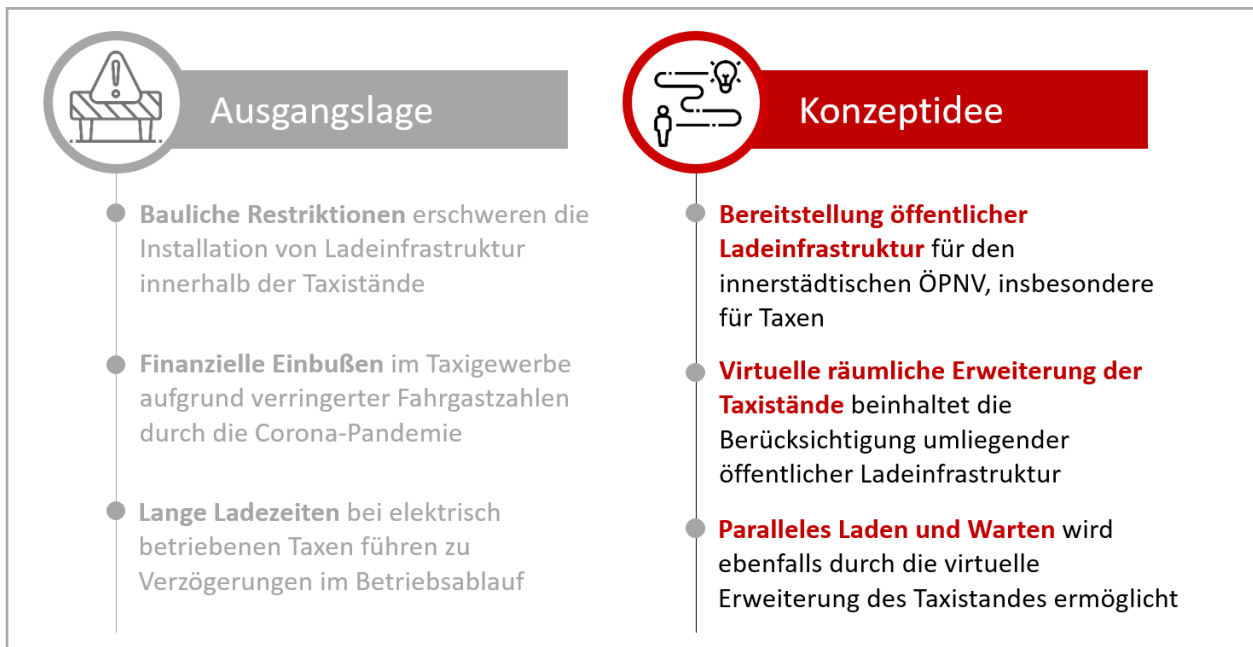 Ausgangslage
Bauliche Restriktionen erschweren die
Installation von Ladeinfrastruktur
innerhalb der Taxistände
Finanzielle Einbußen im Taxigewerbe
aufgrund verringerter Fahrgastzahlen
durch die Corona-Pandemie
Lange Ladezeiten bei elektrisch
betriebenen Taxen führen zu
Verzögerungen im Betriebsablauf
Konzeptidee
Bereitstellung öffentlicher
Ladeinfrastruktur für den
innerstädtischen ÖPNV, insbesondere
für Taxen
Virtuelle räumliche Erweiterung der
Taxistände beinhaltet die
Berücksichtigung umliegender
öffentlicher Ladeinfrastruktur
Paralleles Laden und Warten wird
ebenfalls durch die virtuelle
Erweiterung des Taxistandes ermöglicht